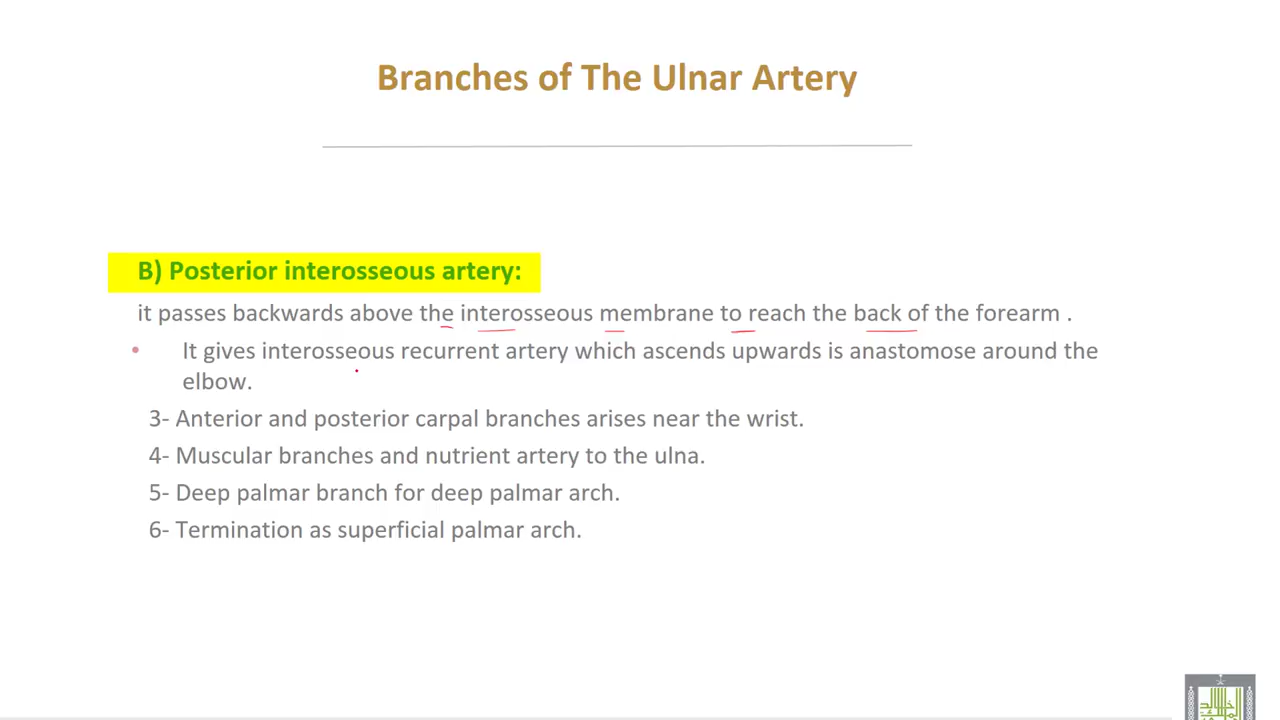 Branches of The Ulnar Artery
B) Posterior interosseous artery:
it passes backwards above the interosseous membrane to reach the back of the forearm .
• It gives interosseous recurrent artery which ascends upwards is anastomose around the
elbow.
3- Anterior and posterior carpal branches arises near the wrist.
4- Muscular branches and nutrient artery to the ulna.
5- Deep palmar branch for deep palmar arch.
6- Termination as superficial palmar arch.